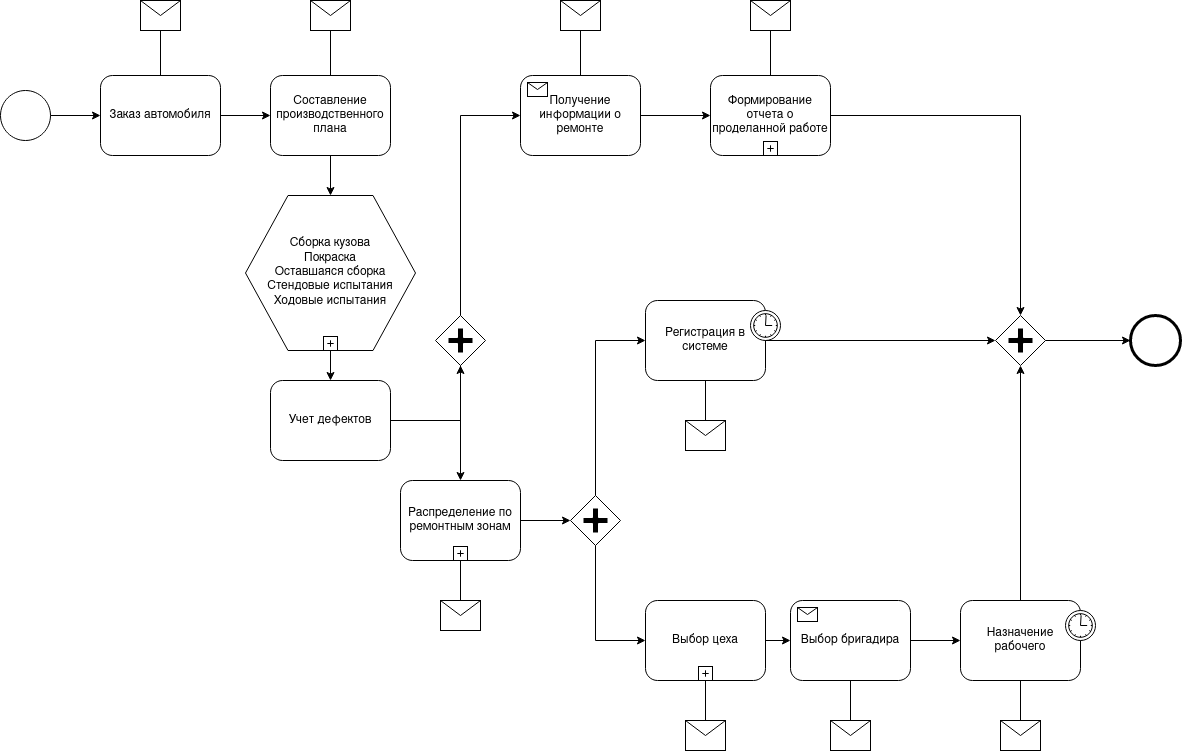 Заказ автомобиля
Составление
производственного
плана
Получение
информации о
ремонте
Формирование
отчета о
проделанной работе
Сборка кузова
Покраска
Оставшаяся сборка
Стендовые испытания
Ходовые испытания
Регистрация в
системе
Учет дефектов
Распределение по
ремонтным зонам
Выбор цеха
Выбор бригадира
Назначение
рабочего